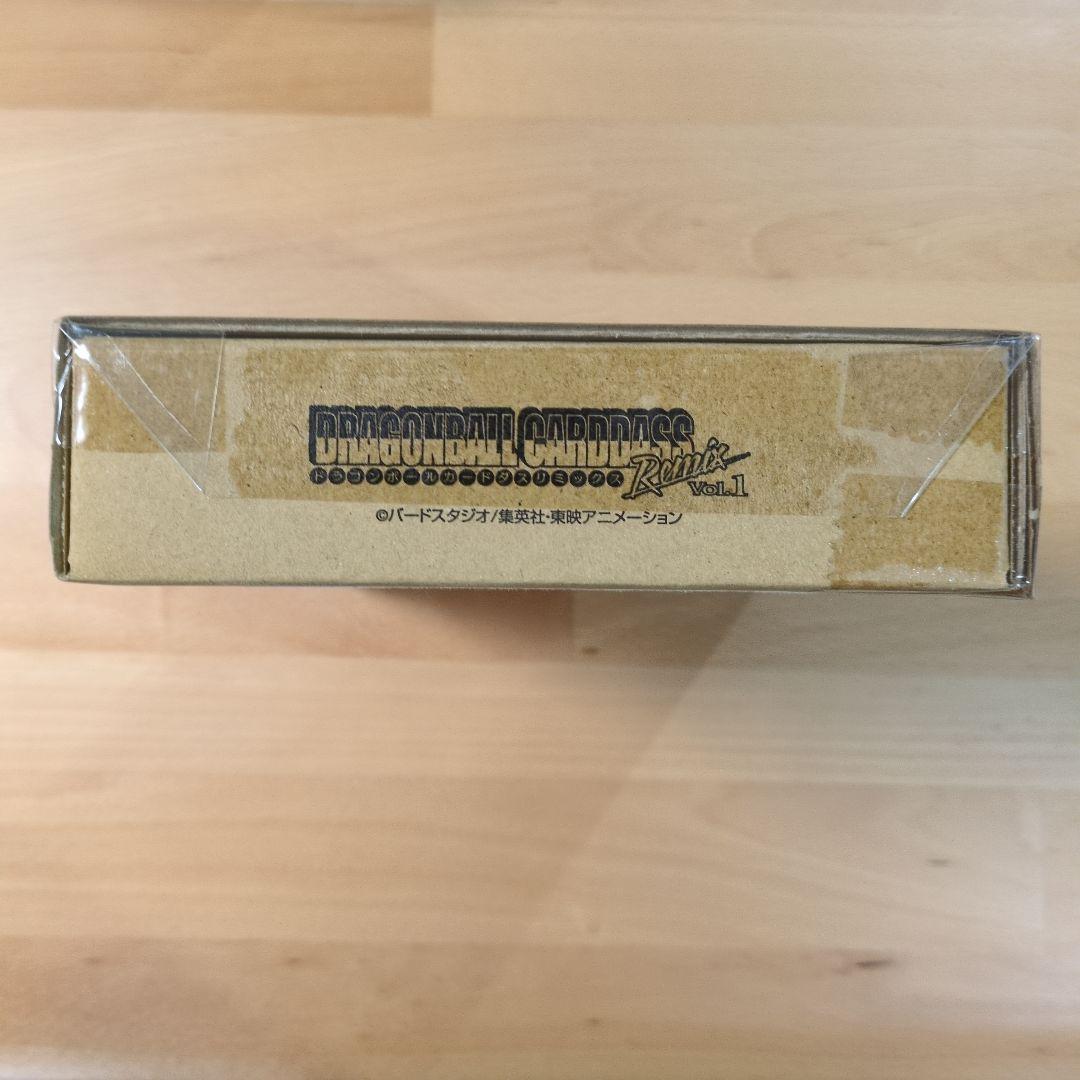 DRAGONBALL CARDDASS
ドラゴンボールカードダスリミックス Remix Vol.1
©バードスタジオ/集英社・東映アニメーション